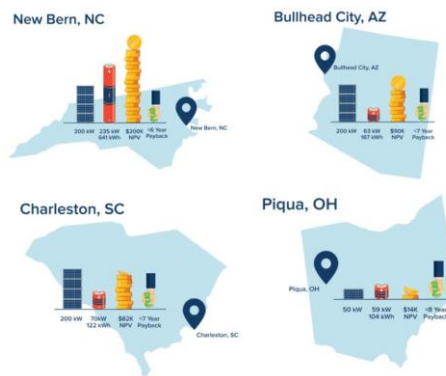 New Bern, NC
200 kW
235 kW
641 kWh
$200K
NPV
<6 Year
Payback
New Bern, NC
Bullhead City, AZ
Bullhead City, AZ
200 kW
63 kW
167 kWh
$90K
NPV
<7 Year
Payback
Charleston, SC
200 kW
70kW
122 kWh
$82K
NPV
<7 Year
Payback
Charleston, SC
Piqua, OH
Piqua, OH
50 kW
59 kW
104 kWh
$14K
NPV
<8 Year
Payback